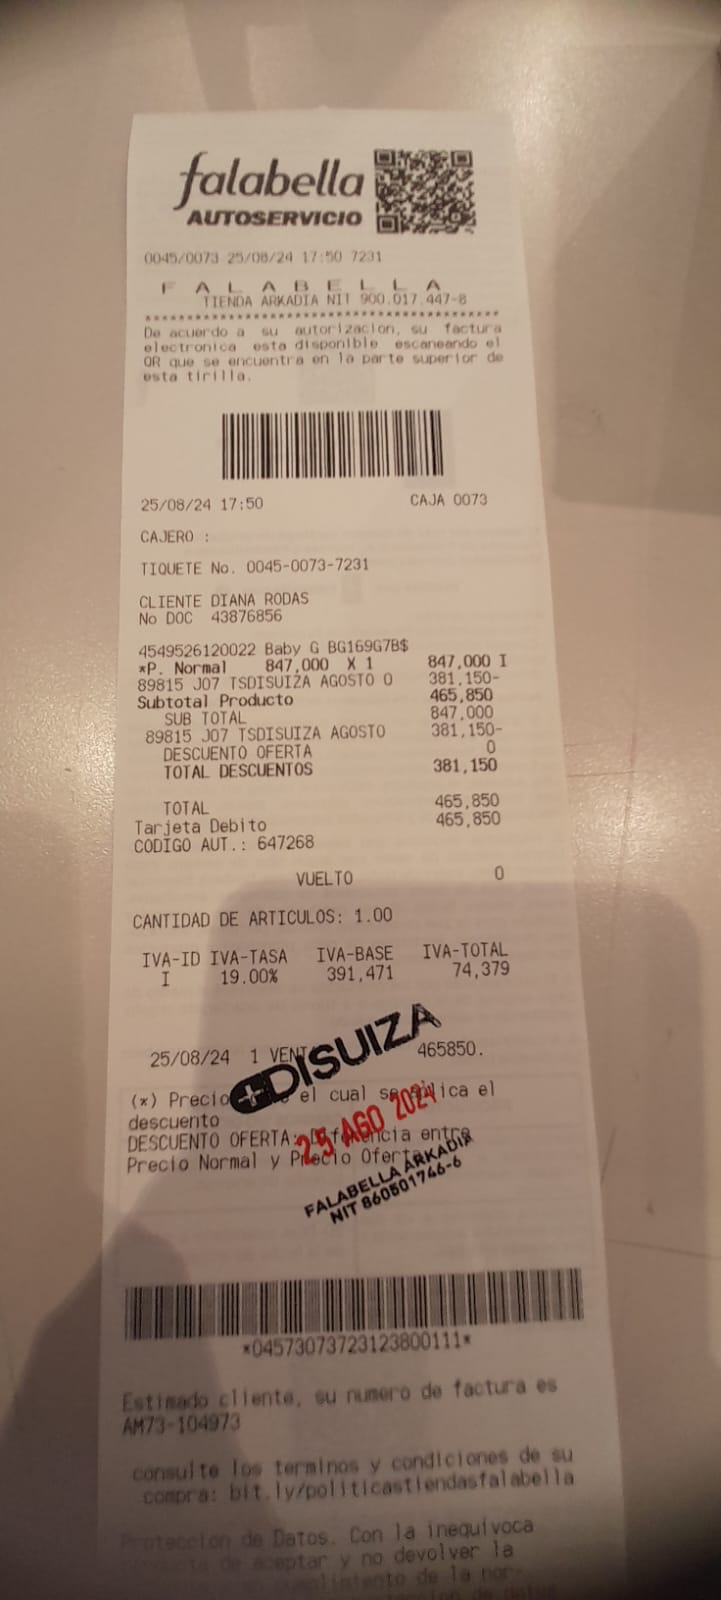 falabella
AUTOSERVICIO
0045/0073 25/08/24 17:50 7231
F A L A B E L L A
TIENDA ARKADIA NIT 900.017.447-8
****************************************
De acuerdo a su autorizacion, su factura
electronica esta disponible escaneando el
QR que se encuentra en la parte superior de
esta tirilla.
25/08/24 17:50 CAJA 0073
CAJERO :
TIQUETE No. 0045-0073-7231
CLIENTE DIANA RODAS
No DOC 43876856
4549526120022 Baby G BG169G7B$
*P. Normal 847,000 X 1 847,000 I
89815 J07 TSDISUIZA AGOSTO 0 381,150-
Subtotal Producto 465,850
SUB TOTAL 847,000
89815 J07 TSDISUIZA AGOSTO 381,150-
DESCUENTO OFERTA 0
TOTAL DESCUENTOS 381,150
TOTAL 465,850
Tarjeta Debito 465,850
CODIGO AUT.: 647268
VUELTO 0
CANTIDAD DE ARTICULOS: 1.00
IVA-ID IVA-TASA IVA-BASE IVA-TOTAL
I 19.00% 391,471 74,379
25/08/24 1 VENT 465850.
DISUIZA
(*) Precio el cual se aplica el
descuento
25 AGO 2024
DESCUENTO OFERTA: Diferencia entre
Precio Normal y Precio Oferta
FALABELLA ARKADIA
NIT 860501746-6
*04573073723123800111*
Estimado cliente, su numero de factura es
AM73-104973
consulte los terminos y condiciones de su
compra: bit.ly/politicastiendasfalabella
Proteccion de Datos. Con la inequivoca
de aceptar y no devolver la
cumplimiento de la nor-